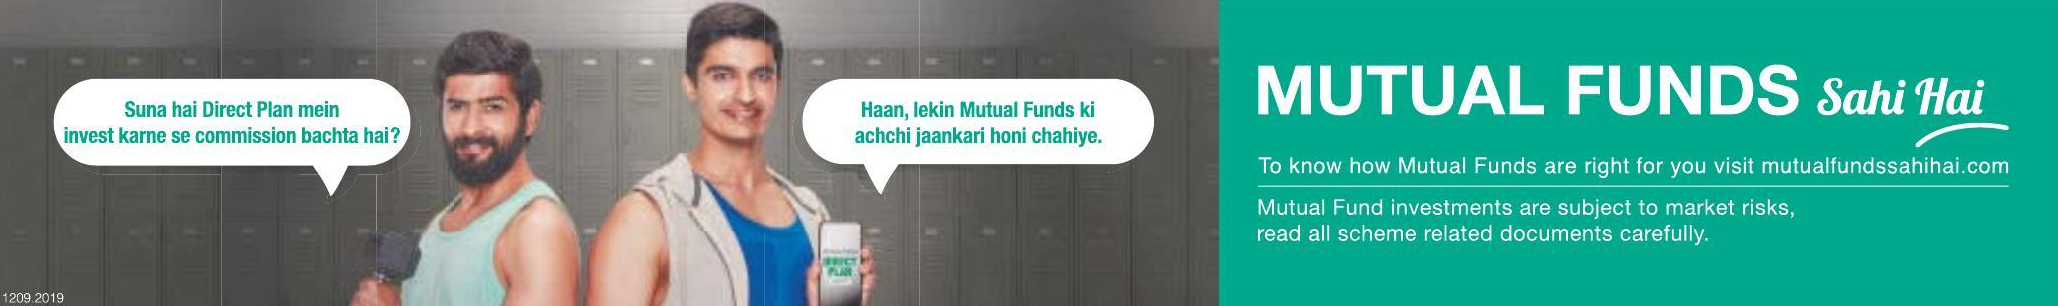 Suna hai Direct Plan mein
invest karne se commission bachta hai?
Haan, lekin Mutual Funds ki
achchi jaankari honi chahiye.
DIRECT
PLAN
1209.2019
MUTUAL FUNDS Sahi Hai
To know how Mutual Funds are right for you visit mutualfundssahihai.com
Mutual Fund investments are subject to market risks,
read all scheme related documents carefully.